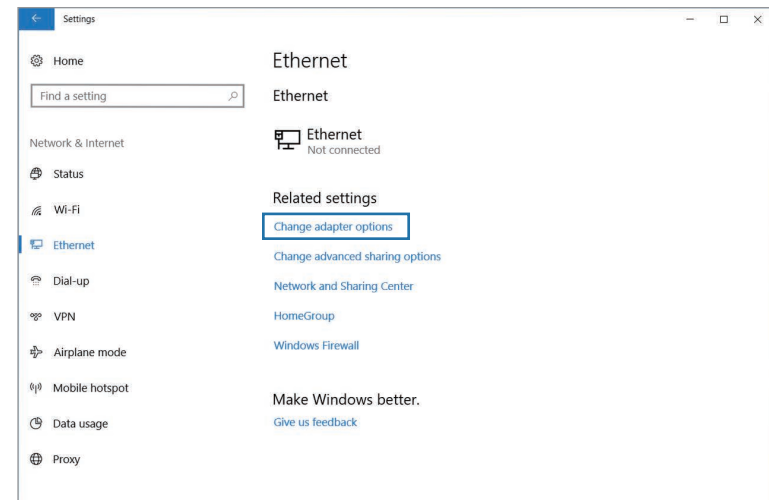 Settings
Home
Find a setting
Network & Internet
Status
Wi-Fi
Ethernet
Dial-up
VPN
Airplane mode
Mobile hotspot
Data usage
Proxy
Ethernet
Ethernet
Ethernet
Not connected
Related settings
Change adapter options
Change advanced sharing options
Network and Sharing Center
HomeGroup
Windows Firewall
Make Windows better.
Give us feedback